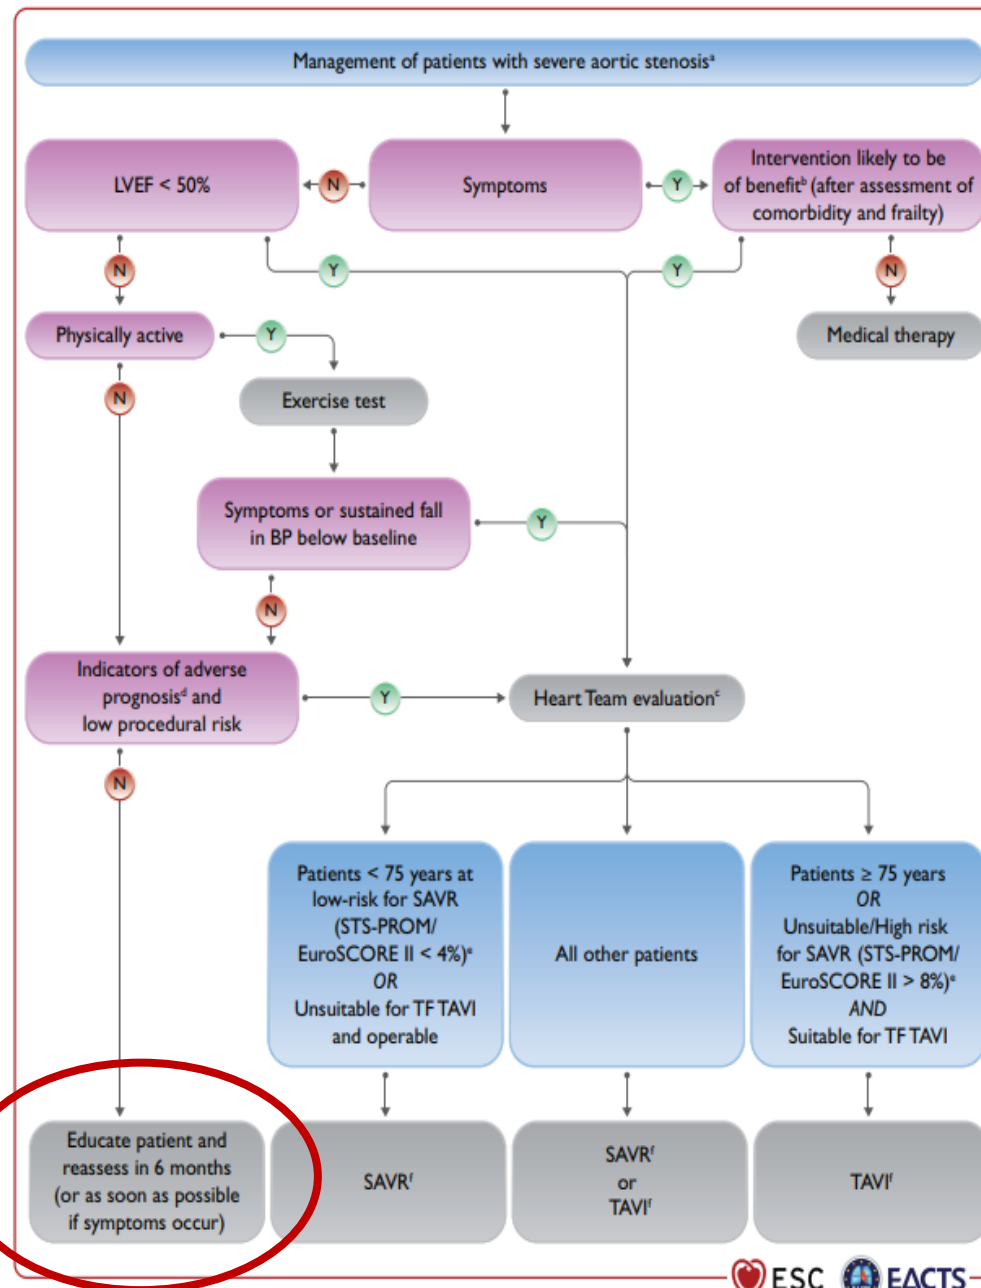 Management of patients with severe aortic stenosisᵃ
LVEF < 50%
N
Symptoms
Y
Intervention likely to be
of benefitᵇ (after assessment of
comorbidity and frailty)
N
Y
Y
N
Physically active
Y
Medical therapy
N
Exercise test
Symptoms or sustained fall
in BP below baseline
Y
N
Indicators of adverse
prognosisᵈ and
low procedural risk
Y
Heart Team evaluationᶜ
N
Patients < 75 years at
low-risk for SAVR
(STS-PROM/
EuroSCORE II < 4%)ᵉ
OR
Unsuitable for TF TAVI
and operable
All other patients
Patients ≥ 75 years
OR
Unsuitable/High risk
for SAVR (STS-PROM/
EuroSCORE II > 8%)ᵉ
AND
Suitable for TF TAVI
Educate patient and
reassess in 6 months
(or as soon as possible
if symptoms occur)
SAVRᶠ
SAVRᶠ
or
TAVIᶠ
TAVIᶠ
ESC EACTS